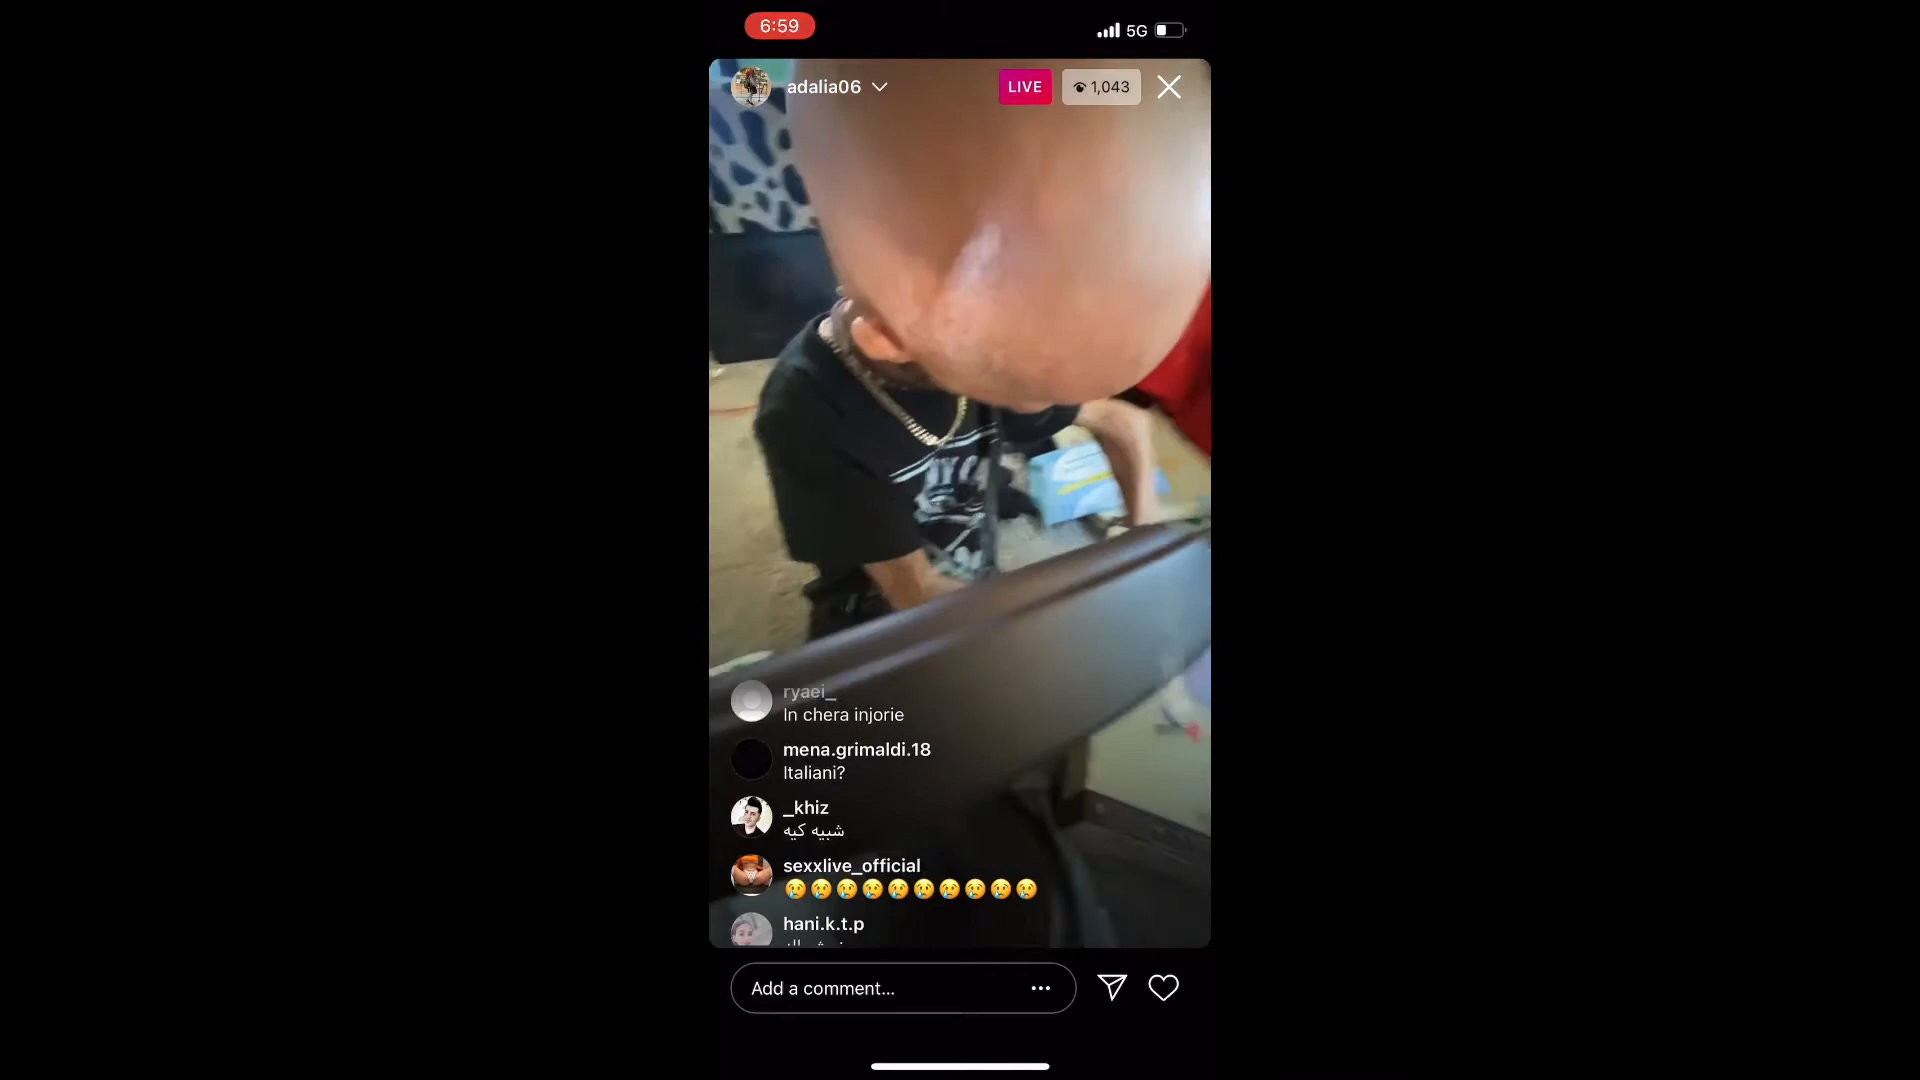 6:59
5G
adalia06
LIVE
1,043
ryaei_
In chera injorie
mena.grimaldi.18
Italiani?
_khiz
شبیه کیه
sexxlive_official
😢😢😢😢😢😢😢😢😢😢
hani.k.t.p
Add a comment...